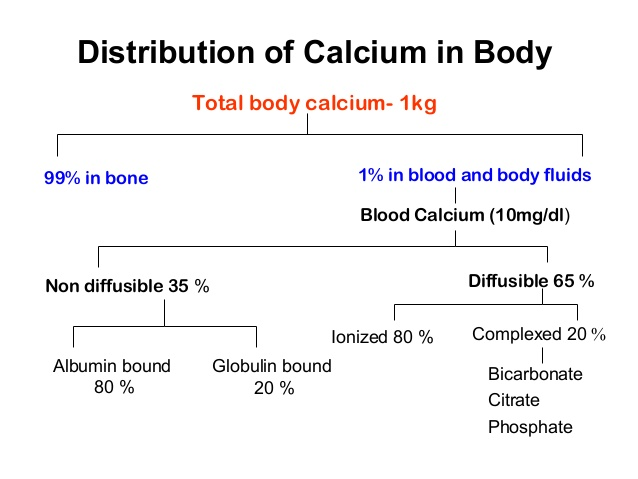 Distribution of Calcium in Body
Total body calcium- 1kg
99% in bone
1% in blood and body fluids
Blood Calcium (10mg/dl)
Non diffusible 35 %
Diffusible 65 %
Albumin bound
80 %
Globulin bound
20 %
Ionized 80 %
Complexed 20 %
Bicarbonate
Citrate
Phosphate